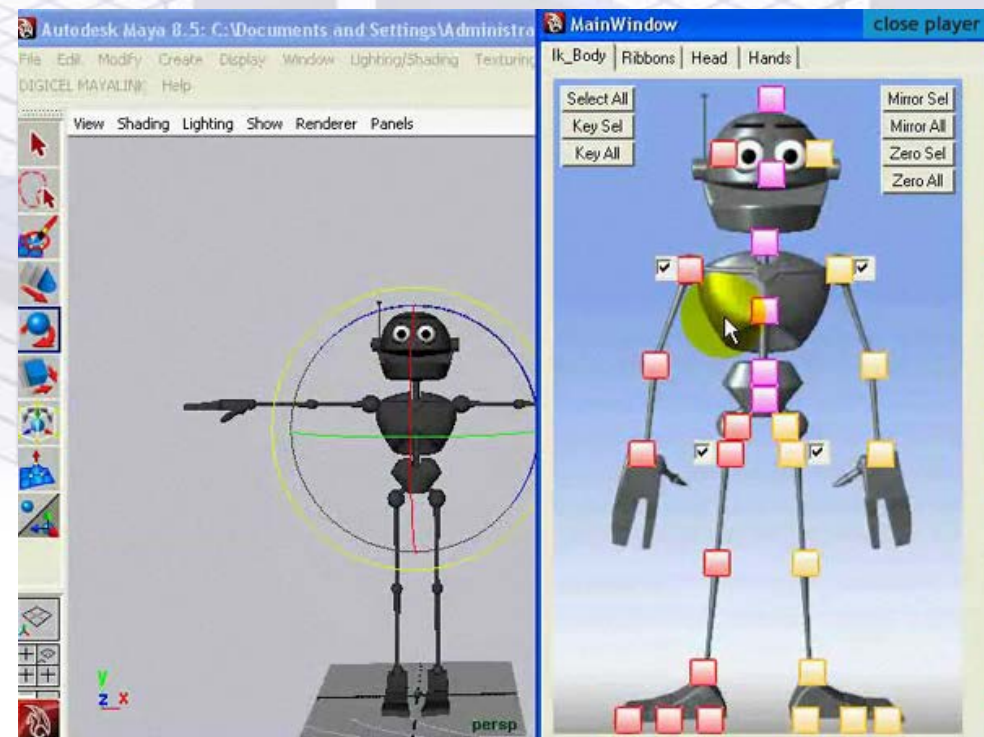 Autodesk Maya 8.5: C:\Documents and Settings\Administra
File Edit Modify Create Display Window Lighting/Shading Texturing
DIGICEL MAYALINK Help
View Shading Lighting Show Renderer Panels
y
z x
persp
MainWindow
close player
Ik_Body Ribbons Head Hands
Select All
Key Sel
Key All
Mirror Sel
Mirror All
Zero Sel
Zero All